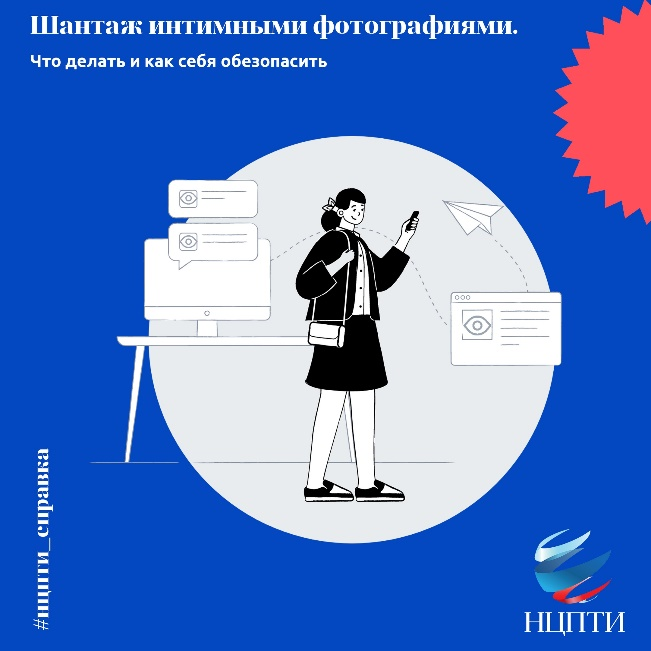 Шантаж интимными фотографиями.
Что делать и как себя обезопасить
#нцпти_справка
НЦПТИ